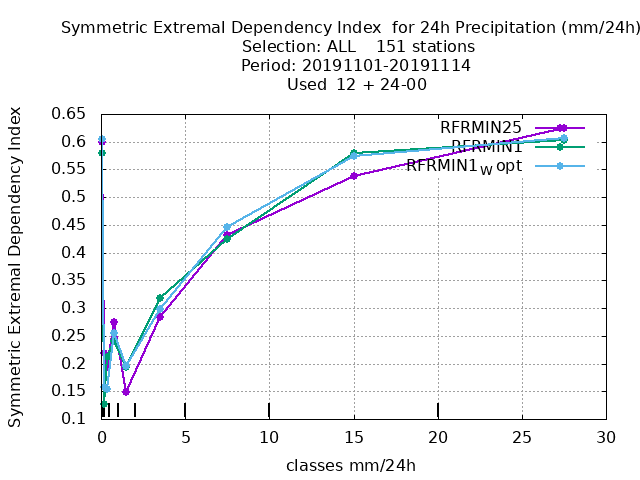 Symmetric Extremal Dependency Index  for 24h Precipitation (mm/24h)
Selection: ALL    151 stations
Period: 20191101-20191114
Used  12 + 24-00
Symmetric Extremal Dependency Index
0.65
0.6
0.55
0.5
0.45
0.4
0.35
0.3
0.25
0.2
0.15
0.1
RFRMIN25
RFRMIN1
RFRMIN1w opt
0 5 10 15 20 25 30
classes mm/24h